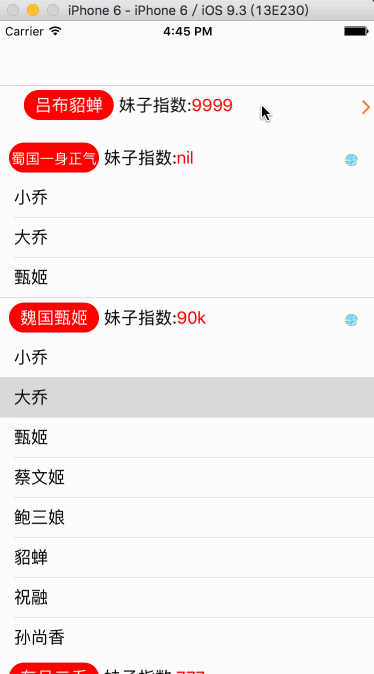 iPhone 6 - iPhone 6 / iOS 9.3 (13E230)
Carrier 4:45 PM
吕布貂蝉 妹子指数:9999
蜀国一身正气 妹子指数:nil
小乔
大乔
甄姬
魏国甄姬 妹子指数:90k
小乔
大乔
甄姬
蔡文姬
鲍三娘
貂蝉
祝融
孙尚香
妹子指数:777